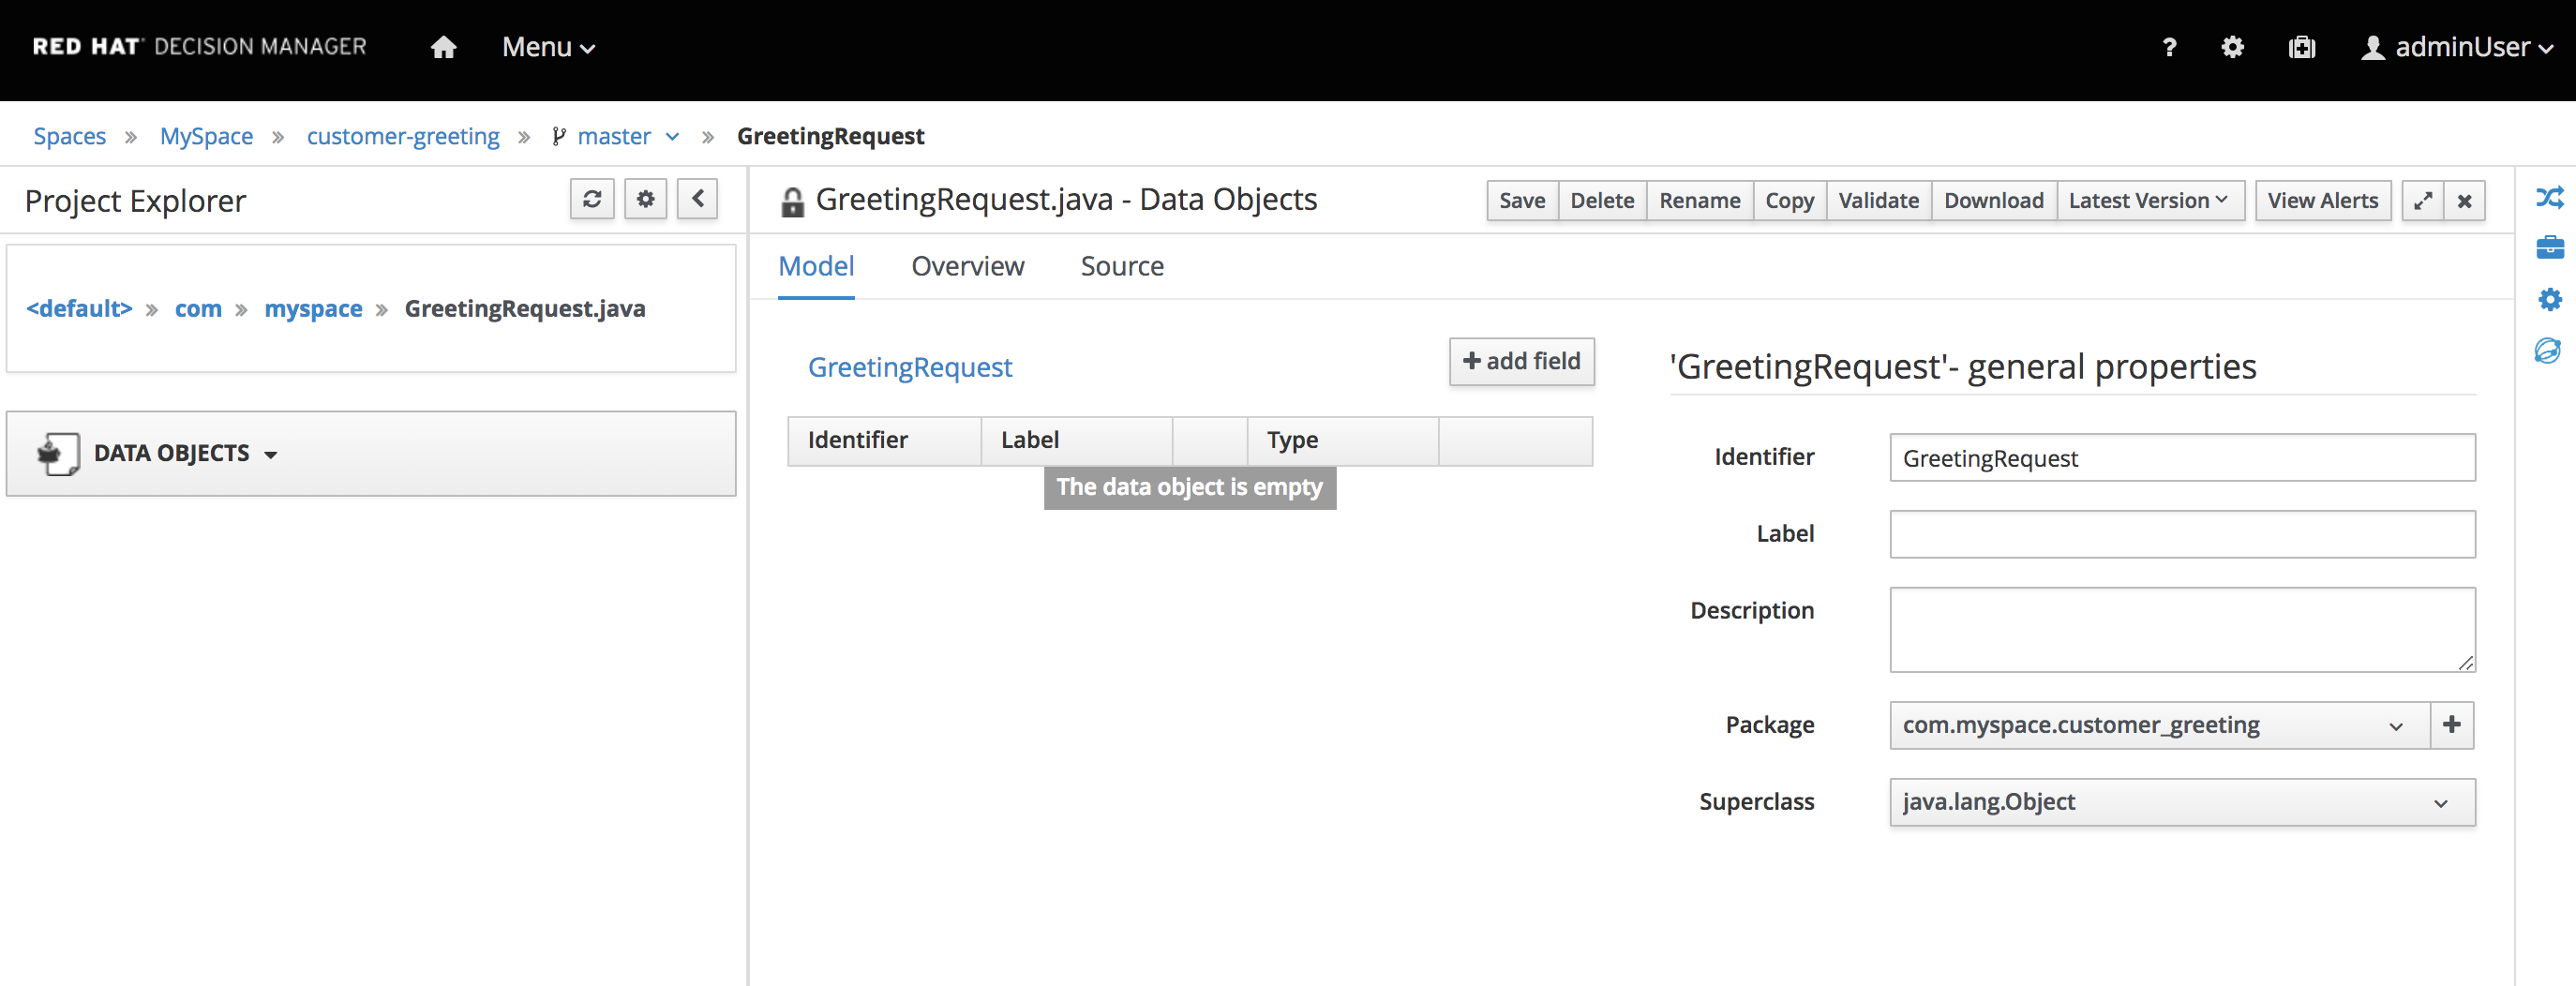 RED HAT DECISION MANAGER Menu ? adminUser
Spaces » MySpace » customer-greeting » master » GreetingRequest
Project Explorer
<default> » com » myspace » GreetingRequest.java
DATA OBJECTS
GreetingRequest.java - Data Objects
Save Delete Rename Copy Validate Download Latest Version View Alerts
Model Overview Source
GreetingRequest
+ add field
Identifier Label Type
The data object is empty
'GreetingRequest'- general properties
Identifier GreetingRequest
Label
Description
Package com.myspace.customer_greeting
Superclass java.lang.Object